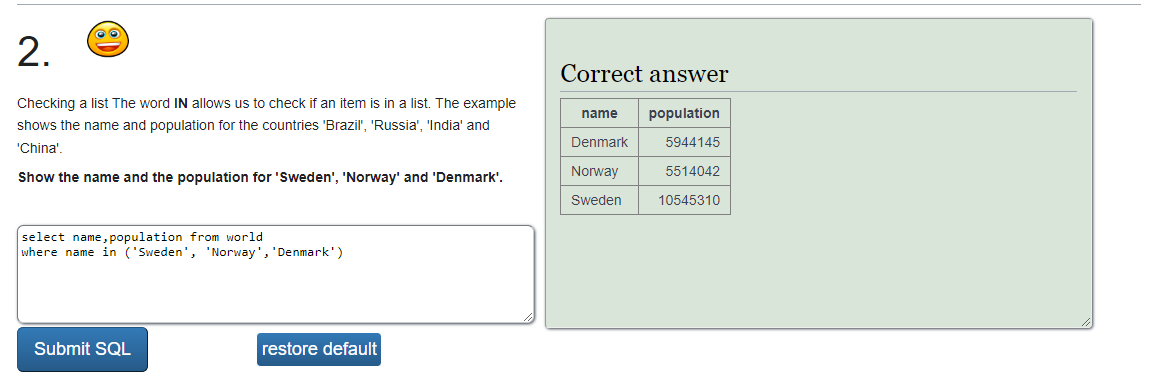 2.
Checking a list The word IN allows us to check if an item is in a list. The example
shows the name and population for the countries 'Brazil', 'Russia', 'India' and
'China'.
Show the name and the population for 'Sweden', 'Norway' and 'Denmark'.
select name,population from world
where name in ('Sweden', 'Norway','Denmark')
Submit SQL
restore default
Correct answer
name population
Denmark 5944145
Norway 5514042
Sweden 10545310